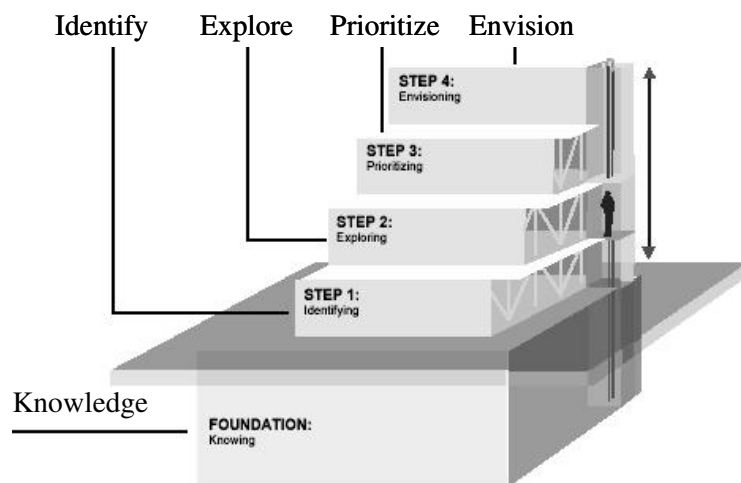 Identify Explore Prioritize Envision
STEP 4:
Envisioning
STEP 3:
Prioritizing
STEP 2:
Exploring
STEP 1:
Identifying
Knowledge
FOUNDATION:
Knowing